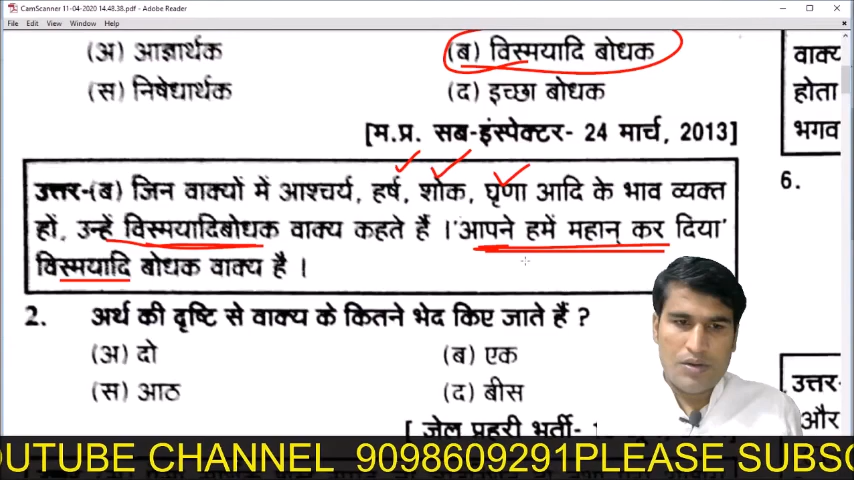 CamScanner 11-04-2020 14.48.38.pdf - Adobe Reader
File Edit View Window Help
(अ) आज्ञार्थक (ब) विस्मयादि बोधक
(स) निषेधार्थक (द) इच्छा बोधक
[म.प्र. सब-इंस्पेक्टर- 24 मार्च, 2013]
उत्तर-(ब) जिन वाक्यों में आश्चर्य, हर्ष, शोक, घृणा आदि के भाव व्यक्त
हों, उन्हें विस्मयादिबोधक वाक्य कहते हैं ।'आपने हमें महान् कर दिया'
विस्मयादि बोधक वाक्य है ।
2. अर्थ की दृष्टि से वाक्य के कितने भेद किए जाते हैं ?
(अ) दो (ब) एक
(स) आठ (द) बीस
[ जेल प्रहरी भर्ती-
वाक्य
होता
भगव
6.
उत्तर-
और
OUTUBE CHANNEL 9098609291PLEASE SUBS